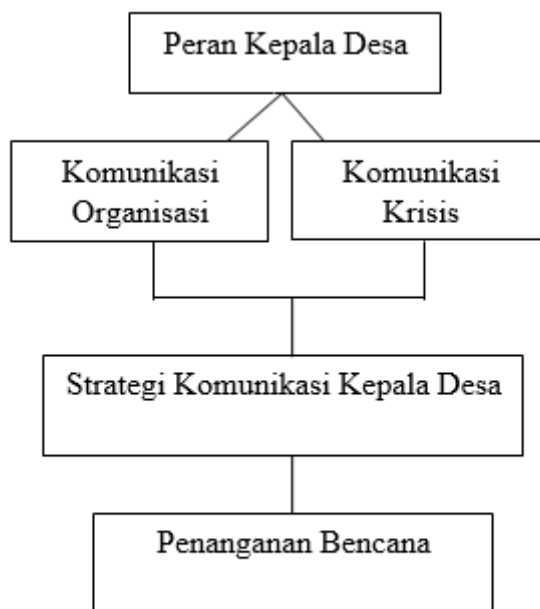 Peran Kepala Desa
Komunikasi
Organisasi
Komunikasi
Krisis
Strategi Komunikasi Kepala Desa
Penanganan Bencana